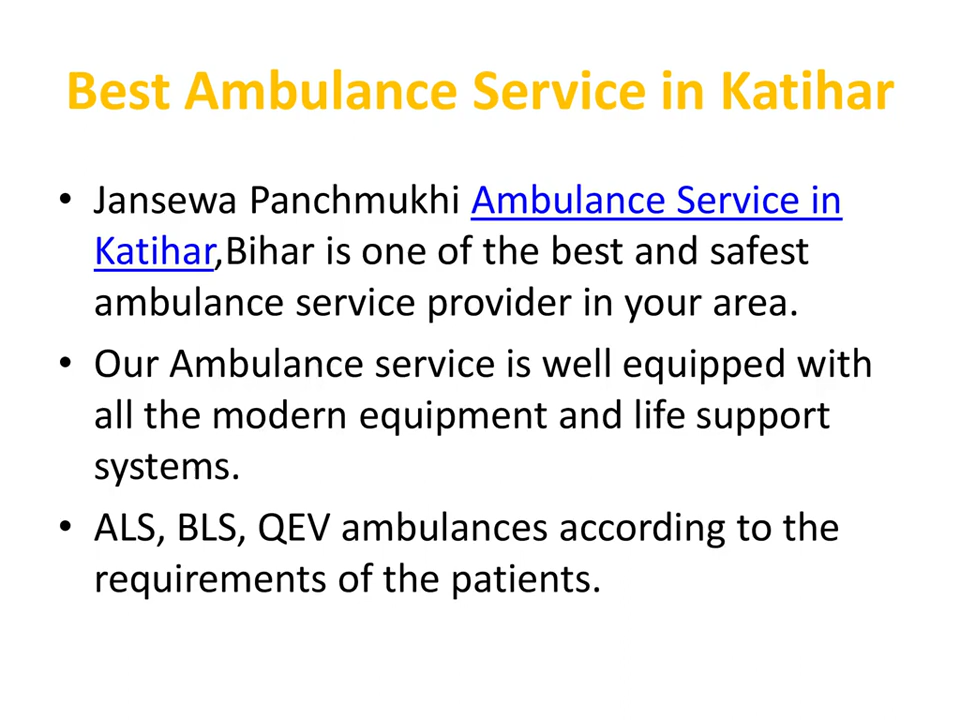 Best Ambulance Service in Katihar
• Jansewa Panchmukhi Ambulance Service in
Katihar,Bihar is one of the best and safest
ambulance service provider in your area.
• Our Ambulance service is well equipped with
all the modern equipment and life support
systems.
• ALS, BLS, QEV ambulances according to the
requirements of the patients.